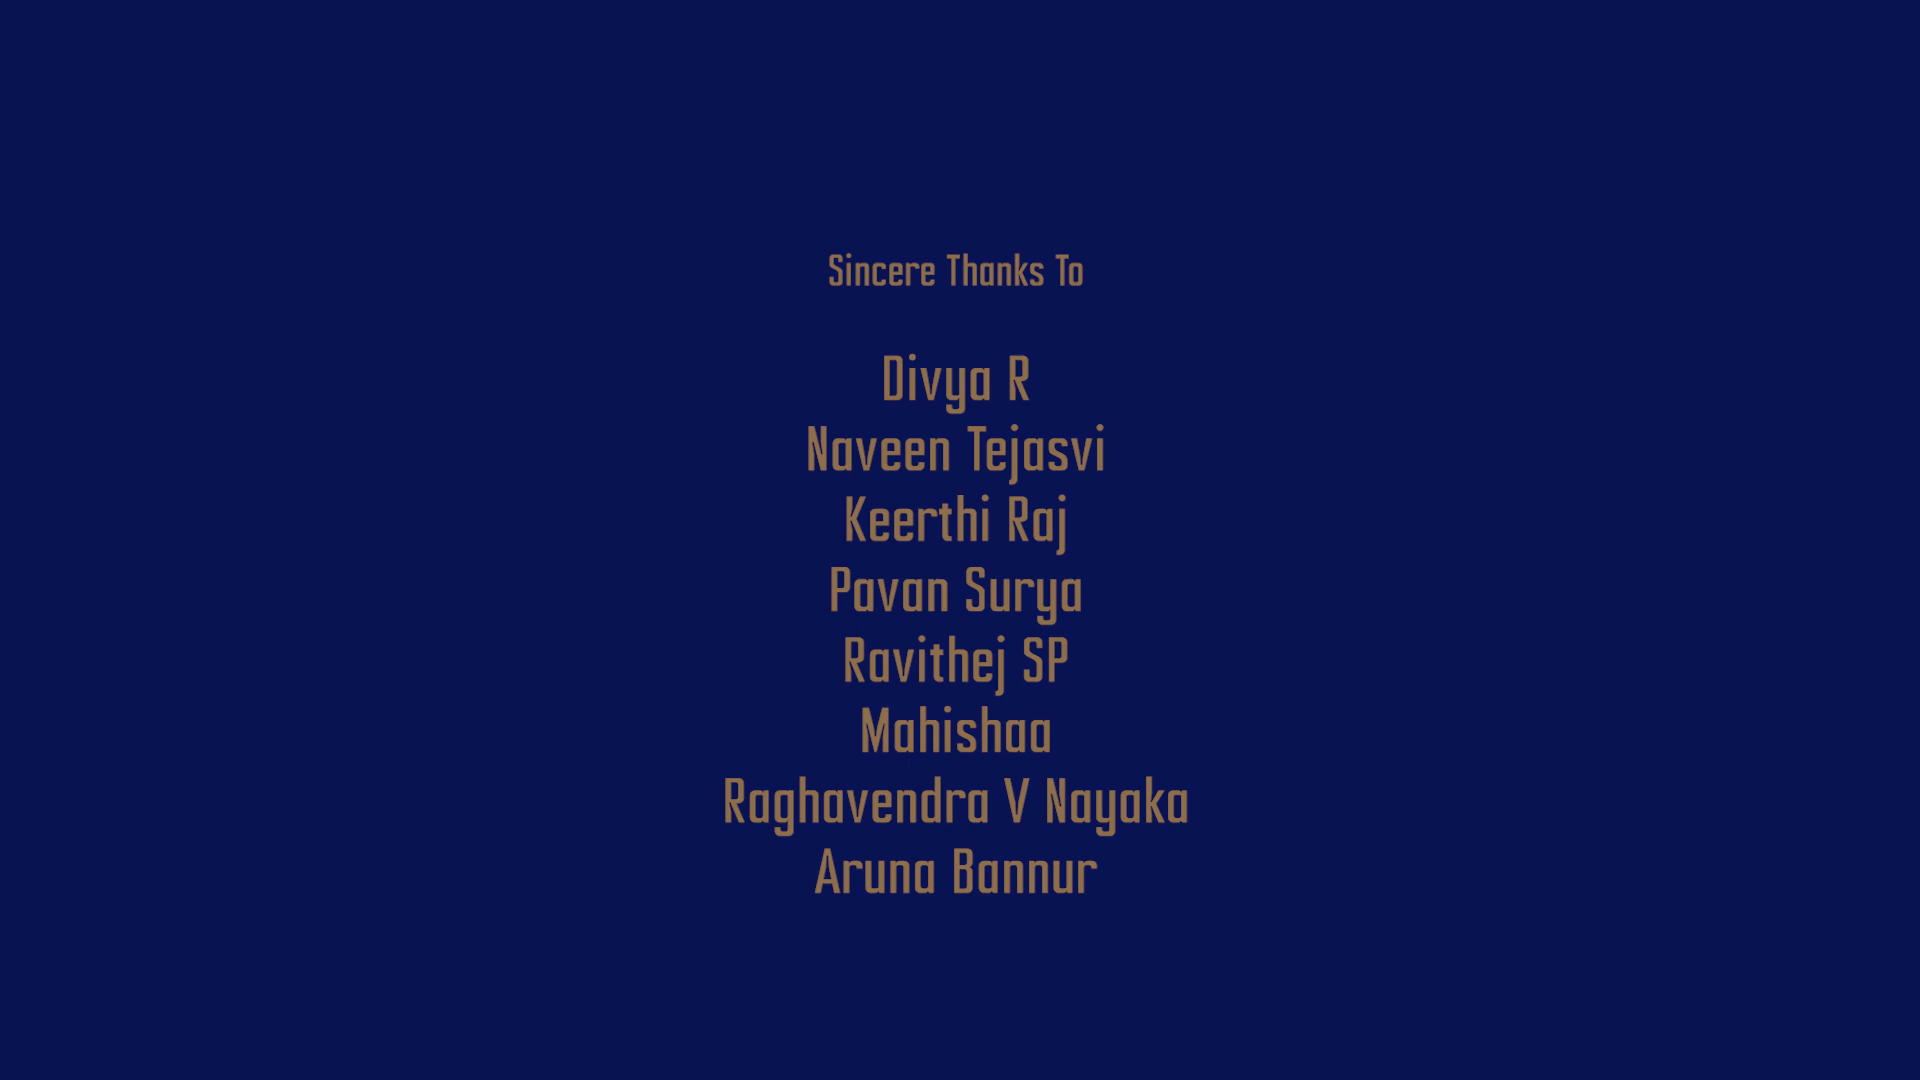 Sincere Thanks To
Divya R
Naveen Tejasvi
Keerthi Raj
Pavan Surya
Ravithej SP
Mahishaa
Raghavendra V Nayaka
Aruna Bannur